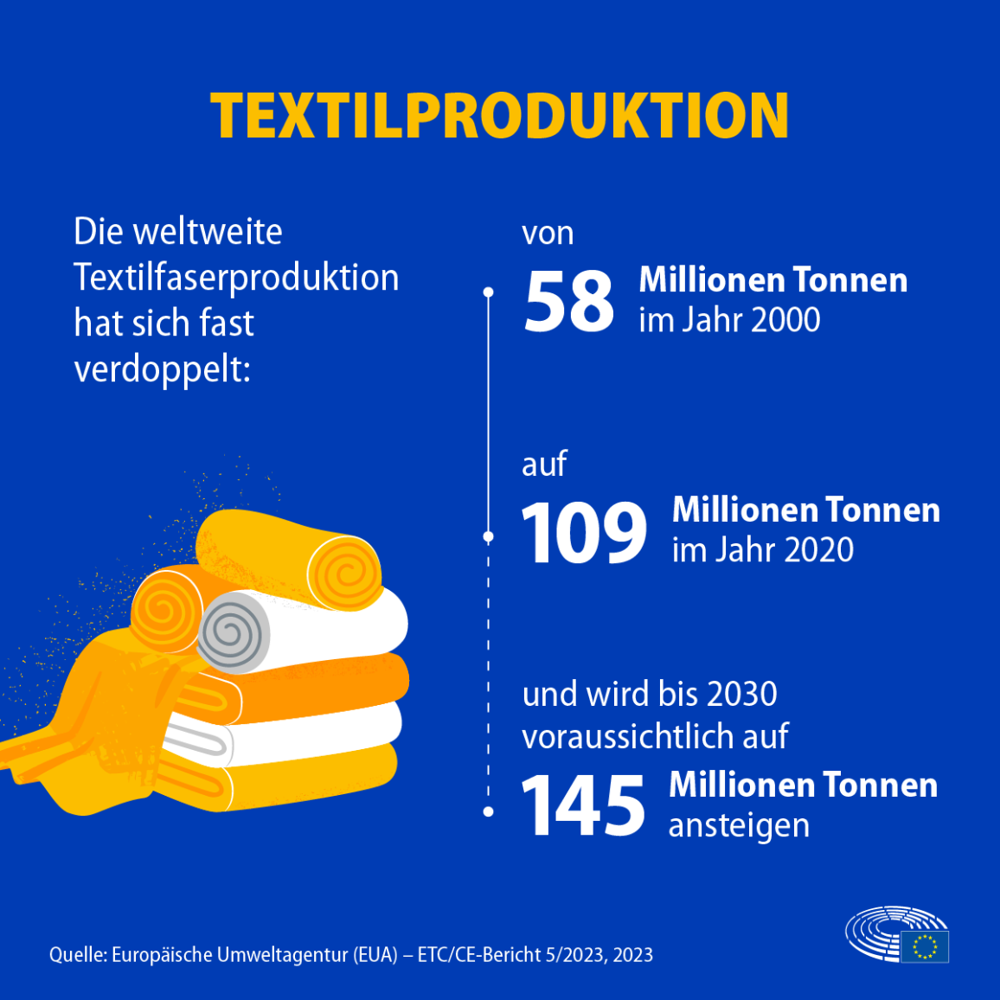 TEXTILPRODUKTION
Die weltweite
Textilfaserproduktion
hat sich fast
verdoppelt:
von
58 Millionen Tonnen
im Jahr 2000
auf
109 Millionen Tonnen
im Jahr 2020
und wird bis 2030
voraussichtlich auf
145 Millionen Tonnen
ansteigen
Quelle: Europäische Umweltagentur (EUA) – ETC/CE-Bericht 5/2023, 2023